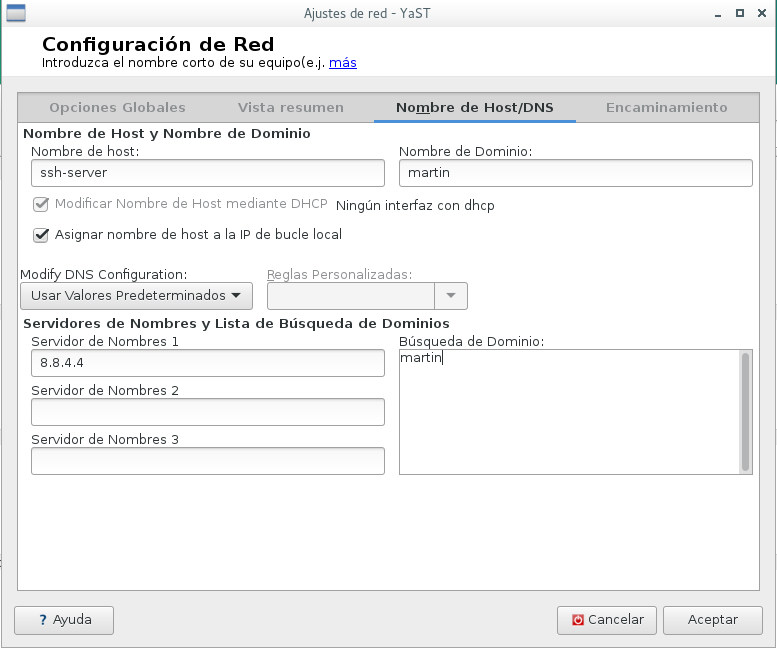 Ajustes de red - YaST
Configuración de Red
Introduzca el nombre corto de su equipo(e.j. más
Opciones Globales Vista resumen Nombre de Host/DNS Encaminamiento
Nombre de Host y Nombre de Dominio
Nombre de host: Nombre de Dominio:
ssh-server martin
Modificar Nombre de Host mediante DHCP Ningún interfaz con dhcp
Asignar nombre de host a la IP de bucle local
Modify DNS Configuration: Reglas Personalizadas:
Usar Valores Predeterminados
Servidores de Nombres y Lista de Búsqueda de Dominios
Servidor de Nombres 1 Búsqueda de Dominio:
8.8.4.4 martin
Servidor de Nombres 2
Servidor de Nombres 3
? Ayuda Cancelar Aceptar